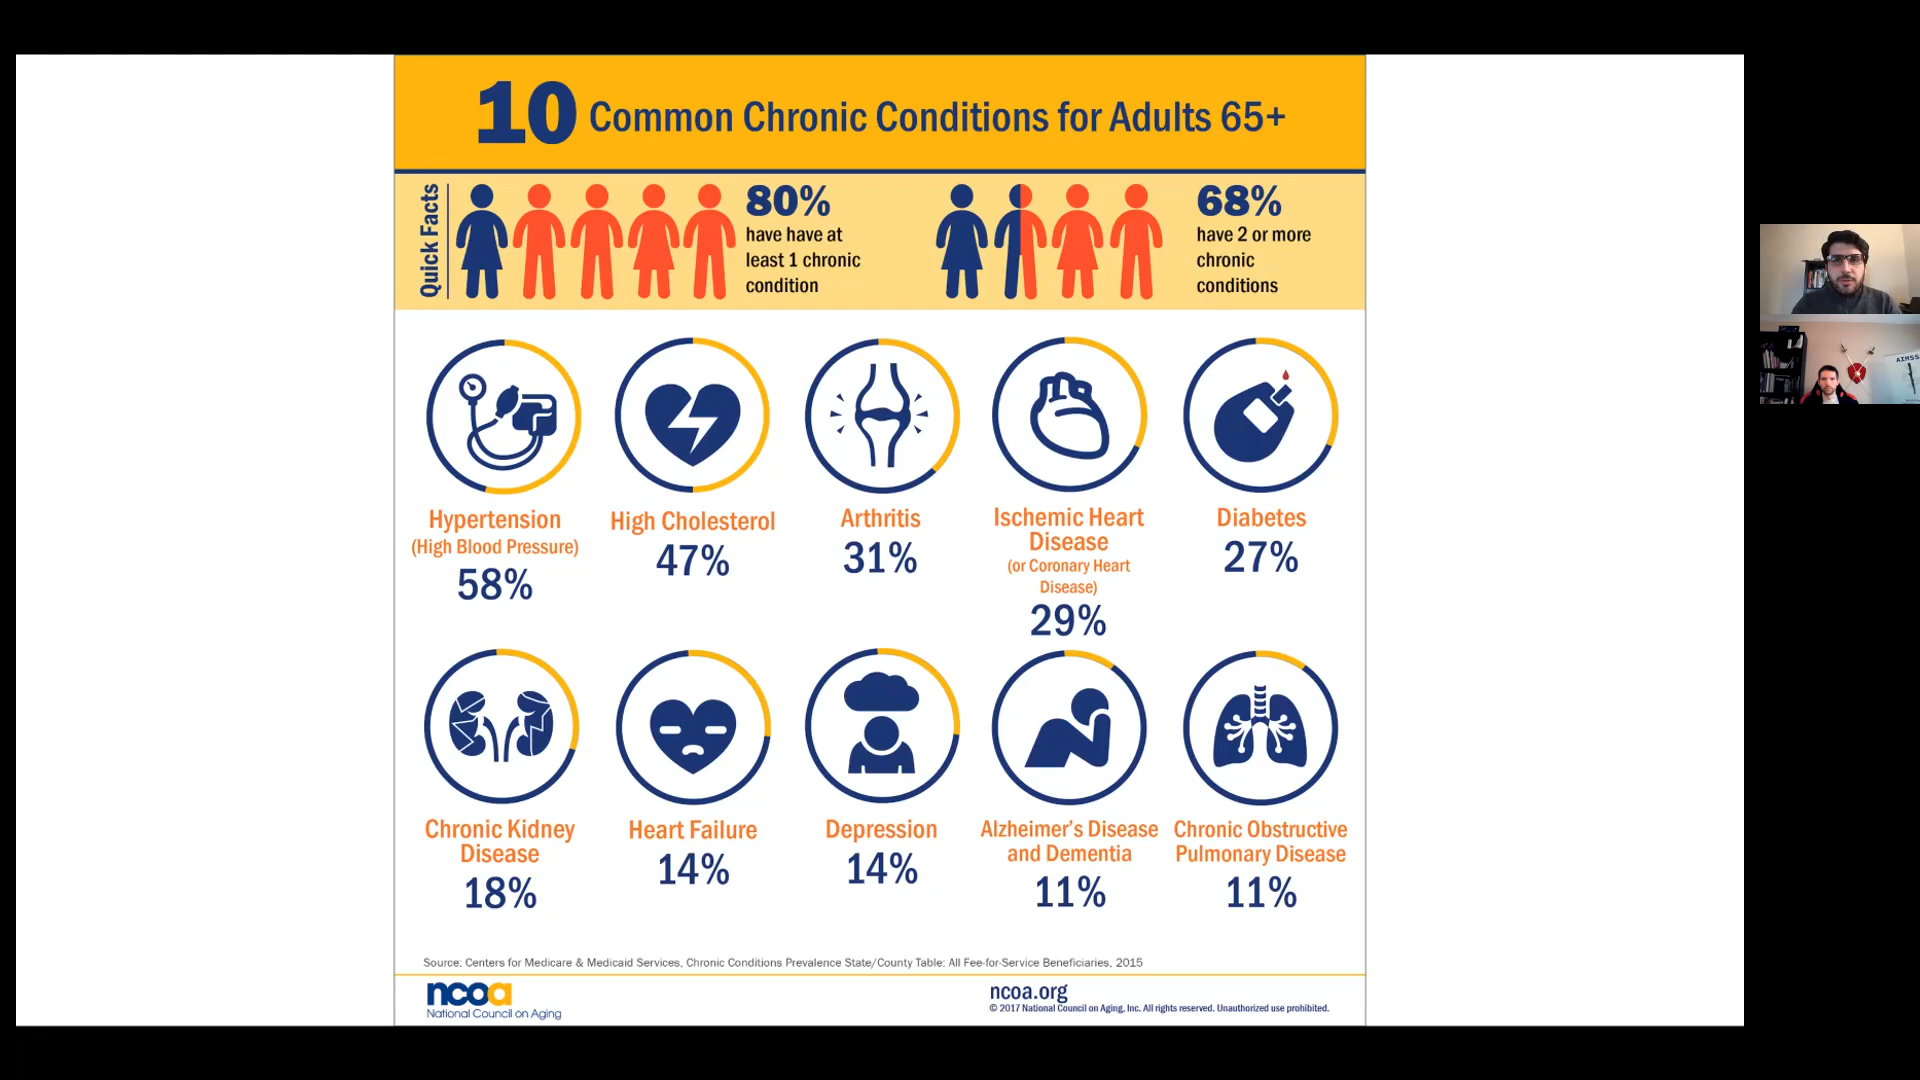 10 Common Chronic Conditions for Adults 65+
Quick Facts
80%
have have at
least 1 chronic
condition
68%
have 2 or more
chronic
conditions
Hypertension
(High Blood Pressure)
58%
High Cholesterol
47%
Arthritis
31%
Ischemic Heart
Disease
(or Coronary Heart
Disease)
29%
Diabetes
27%
Chronic Kidney
Disease
18%
Heart Failure
14%
Depression
14%
Alzheimer's Disease
and Dementia
11%
Chronic Obstructive
Pulmonary Disease
11%
Source: Centers for Medicare & Medicaid Services, Chronic Conditions Prevalence State/County Table: All Fee-for-Service Beneficiaries, 2015
ncoa
National Council on Aging
ncoa.org
© 2017 National Council on Aging, Inc. All rights reserved. Unauthorized use prohibited.
AIMSS